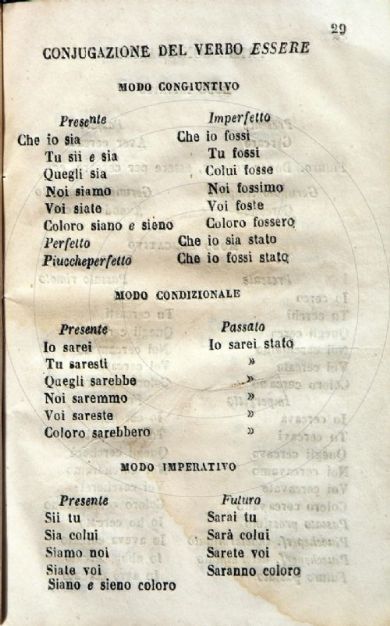 29
CONJUGAZIONE DEL VERBO ESSERE
MODO CONGIUNTIVO
Presente Imperfetto
Che io sia Che io fossi
Tu sii e sia Tu fossi
Quegli sia Colui fosse
Noi siamo Noi fossimo
Voi siate Voi foste
Coloro siano e sieno Coloro fossero
Perfetto Che io sia stato
Piuccheperfetto Che io fossi stato
MODO CONDIZIONALE
Presente Passato
Io sarei Io sarei stato
Tu saresti »
Quegli sarebbe »
Noi saremmo »
Voi sareste »
Coloro sarebbero »
MODO IMPERATIVO
Presente Futuro
Sii tu Sarai tu
Sia colui Sarà colui
Siamo noi Sarete voi
Siate voi Saranno coloro
Siano e sieno coloro